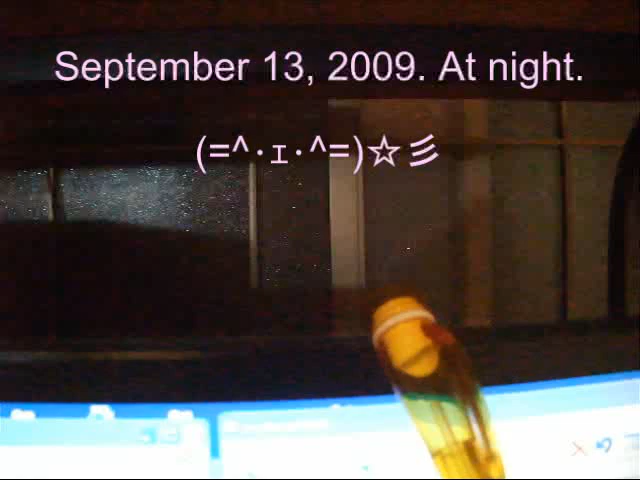 September 13, 2009. At night.
(=^･ｪ･^=)☆彡